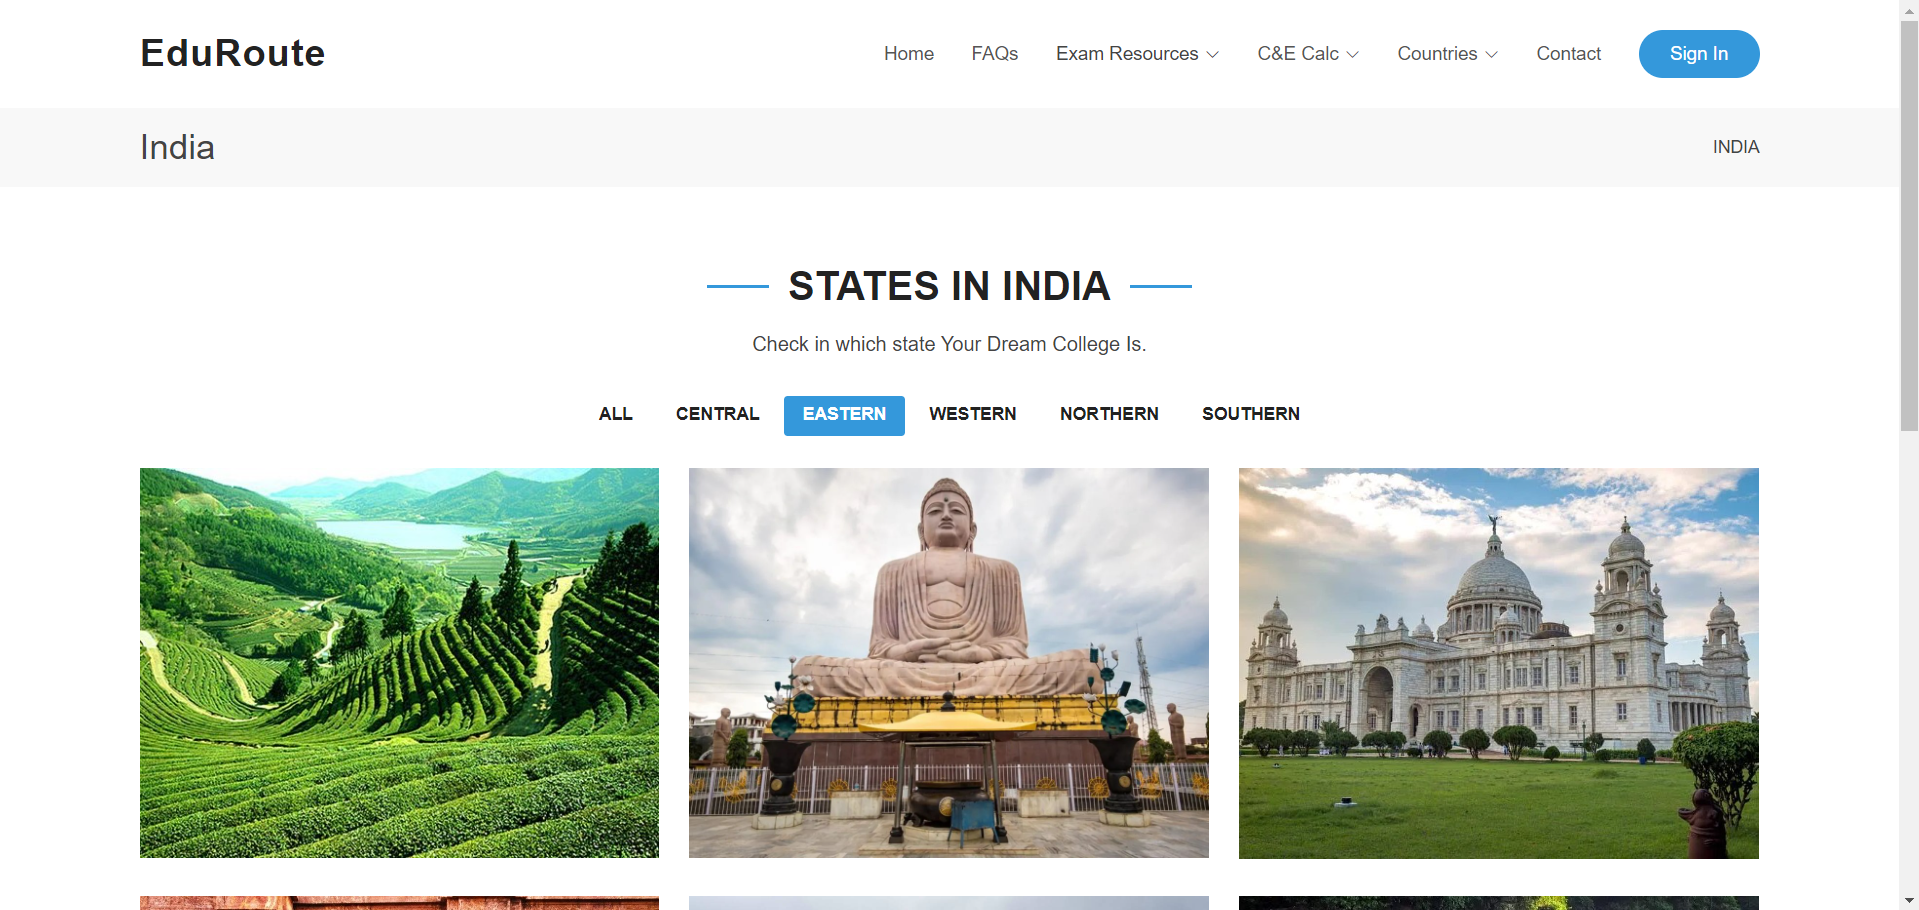 EduRoute
Home FAQs Exam Resources C&E Calc Countries Contact Sign In
India INDIA
STATES IN INDIA
Check in which state Your Dream College Is.
ALL CENTRAL EASTERN WESTERN NORTHERN SOUTHERN